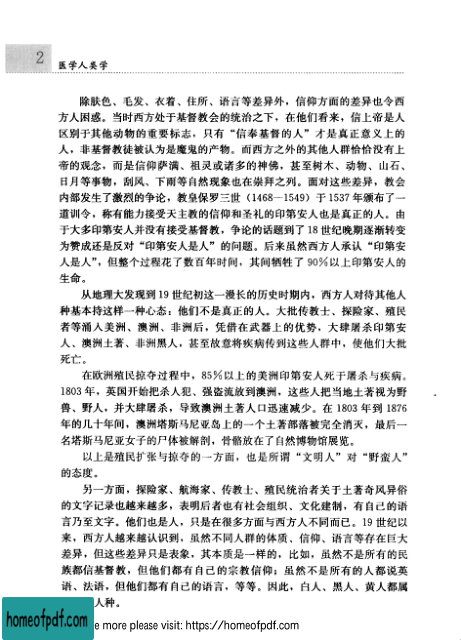 2
医学人类学
除肤色、毛发、衣着、住所、语言等差异外，信仰方面的差异也令西
方人困惑。当时西方处于基督教会的统治之下，在他们看来，信上帝是人
区别于其他动物的重要标志，只有“信奉基督的人”才是真正意义上的
人，非基督教徒被认为是魔鬼的产物。而西方之外的其他人群恰恰没有上
帝的观念，而是信仰萨满、祖灵或诸多的神佛，甚至树木、动物、山石、
日月等事物，刮风、下雨等自然现象也在崇拜之列。面对这些差异，教会
内部发生了激烈的争论，教皇保罗三世（1468—1549）于1537年颁布了一
道训令，称有能力接受天主教的信仰和圣礼的印第安人也是真正的人。由
于大多印第安人并没有接受基督教，争论的话题到了18世纪晚期逐渐转变
为赞成还是反对“印第安人是人”的问题。后来虽然西方人承认“印第安
人是人”，但整个过程花了数百年时间，其间牺牲了90%以上印第安人的
生命。
从地理大发现到19世纪初这一漫长的历史时期内，西方人对待其他人
种基本持这样一种心态：他们不是真正的人。大批传教士、探险家、殖民
者等涌入美洲、澳洲、非洲后，凭借在武器上的优势，大肆屠杀印第安
人、澳洲土著、非洲黑人，甚至故意将疾病传到这些人群中，使他们大批
死亡。
在欧洲殖民掠夺过程中，85%以上的美洲印第安人死于屠杀与疾病。
1803年，英国开始把杀人犯、强盗流放到澳洲，这些人把当地土著视为野
兽、野人，并大肆屠杀，导致澳洲土著人口迅速减少。在1803年到1876
年的几十年间，澳洲塔斯马尼亚岛上的一个土著部落被完全消灭，最后一
名塔斯马尼亚女子的尸体被解剖，骨骼放在了自然博物馆展览。
以上是殖民扩张与掠夺的一方面，也是所谓“文明人”对“野蛮人”
的态度。
另一方面，探险家、航海家、传教士、殖民统治者关于土著奇风异俗
的文字记录也越来越多，表明后者也有社会组织、文化建制，有自己的语
言乃至文字。他们也是人，只是在很多方面与西方人不同而已。19世纪以
来，西方人越来越认识到，虽然不同人群的体质、信仰、语言等存在巨大
差异，但这些差异只是表象，其本质是一样的，比如，虽然不是所有的民
族都信基督教，但他们都有自己的宗教信仰；虽然不是所有的人都说英
语、法语，但他们都有自己的语言，等等。因此，白人、黑人、黄人都属
人种。
homeofpdf.com
e more please visit: https://homeofpdf.com